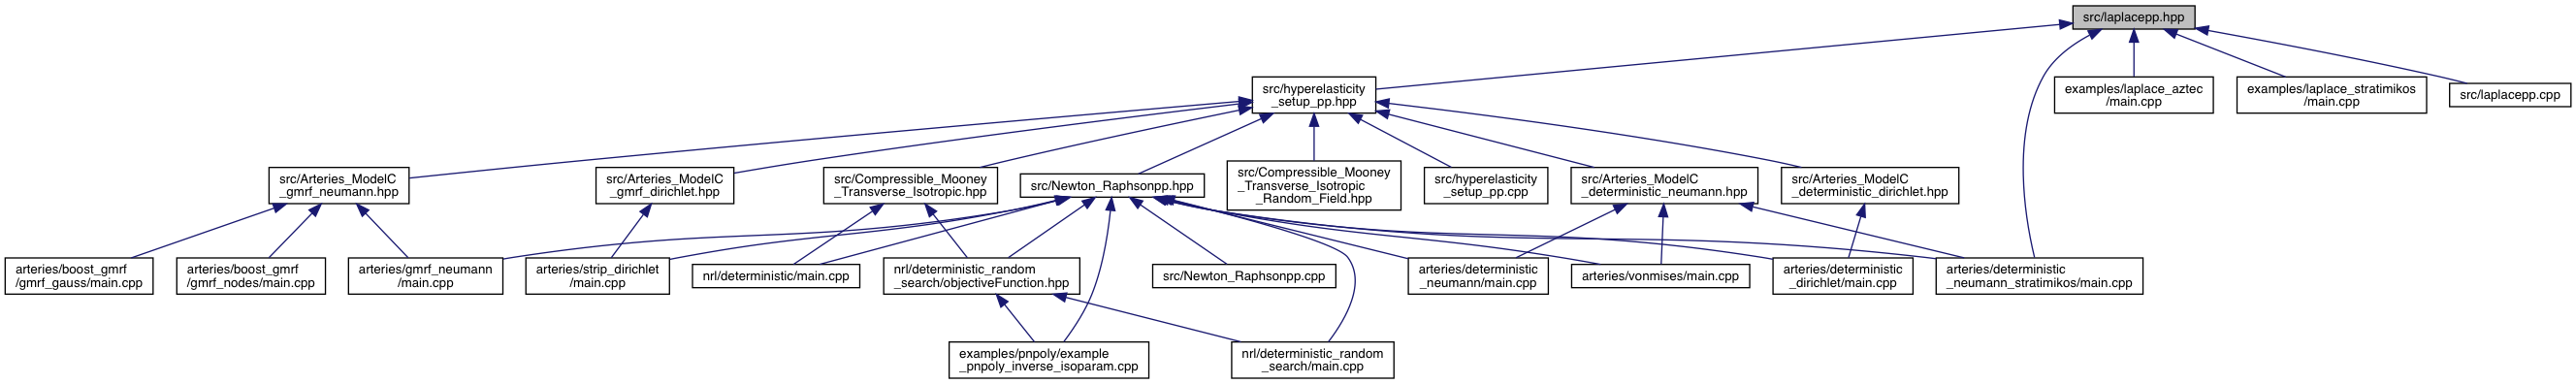 src/laplacepp.hpp
src/hyperelasticity
_setup_pp.hpp
examples/laplace_aztec
/main.cpp
examples/laplace_stratimikos
/main.cpp
src/laplacepp.cpp
src/Arteries_ModelC
_gmrf_neumann.hpp
src/Arteries_ModelC
_gmrf_dirichlet.hpp
src/Compressible_Mooney
_Transverse_Isotropic.hpp
src/Newton_Raphsonpp.hpp
src/Compressible_Mooney
_Transverse_Isotropic
_Random_Field.hpp
src/hyperelasticity
_setup_pp.cpp
src/Arteries_ModelC
_deterministic_neumann.hpp
src/Arteries_ModelC
_deterministic_dirichlet.hpp
arteries/boost_gmrf
/gmrf_gauss/main.cpp
arteries/boost_gmrf
/gmrf_nodes/main.cpp
arteries/gmrf_neumann
/main.cpp
arteries/strip_dirichlet
/main.cpp
nrl/deterministic/main.cpp
nrl/deterministic_random
_search/objectiveFunction.hpp
src/Newton_Raphsonpp.cpp
arteries/deterministic
_neumann/main.cpp
arteries/vonmises/main.cpp
arteries/deterministic
_dirichlet/main.cpp
arteries/deterministic
_neumann_stratimikos/main.cpp
examples/pnpoly/example
_pnpoly_inverse_isoparam.cpp
nrl/deterministic_random
_search/main.cpp